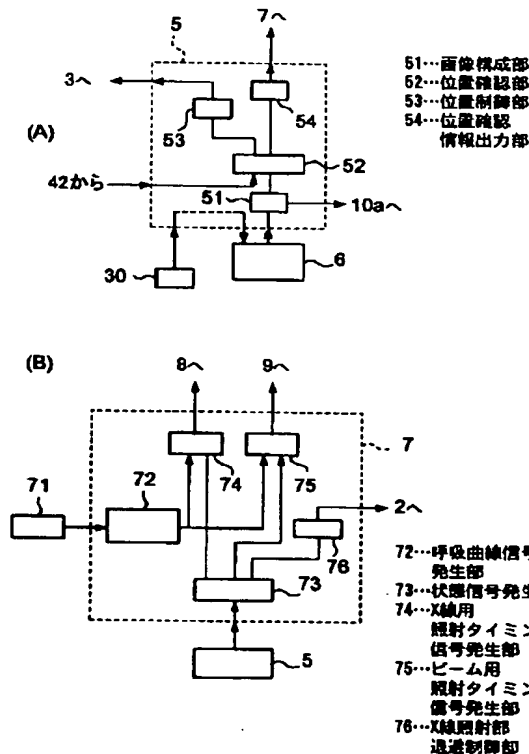 7へ
5
3へ
(A)
53
54
52
42から
51
10aへ
30
6
51…画像構成部
52…位置確認部
53…位置制御部
54…位置確認
情報出力部
(B)
8へ
9へ
7
71
72
74
75
2へ
76
73
5
72…呼吸曲線信号
発生部
73…状態信号発生
74…X線用
照射タイミン
信号発生部
75…ビーム用
照射タイミン
信号発生部
76…X線照射部
退避制御部